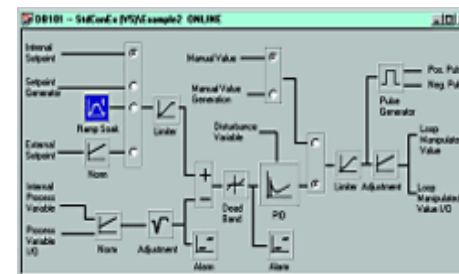 DB101 -- StdConEx (V5)\Example2 ONLINE
Internal
Setpoint
Setpoint
Generator
Ramp Soak
External
Setpoint
Norm
Limiter
Manual Value
Manual Value
Generation
Disturbance
Variable
Pos. Pul
Neg. Pul
Pulse
Generator
Loop
Manipulated
Value
Limiter
Adjustment
Loop
Manipulated
Value I/O
Internal
Process
Variable
Process
Variable
I/O
Norm
Adjustment
+
-
Dead
Band
PID
Alarm
Alarm